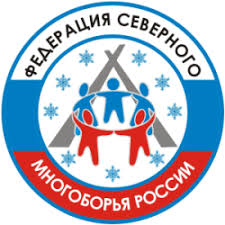 ФЕДЕРАЦИЯ СЕВЕРНОГО
МНОГОБОРЬЯ РОССИИ